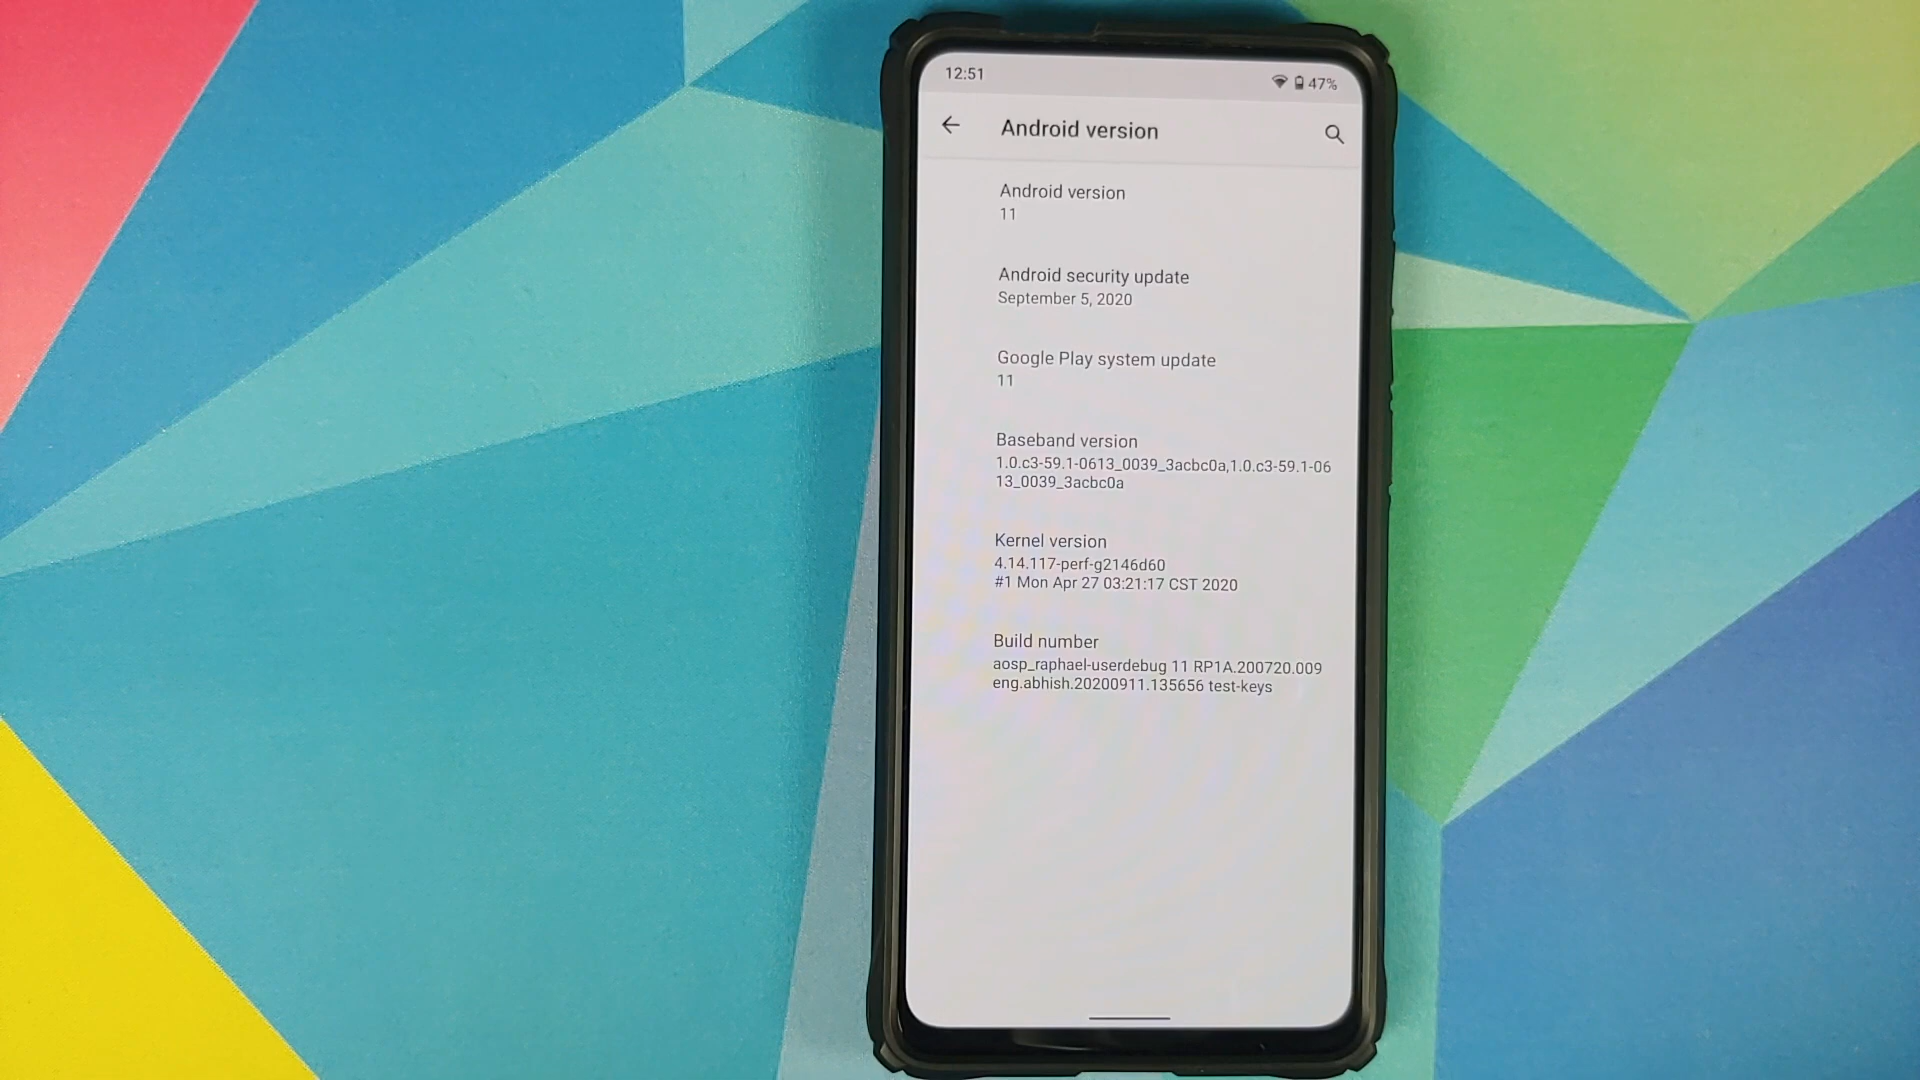 12:51
47%
Android version
Android version
11
Android security update
September 5, 2020
Google Play system update
11
Baseband version
1.0.c3-59.1-0613_0039_3acbc0a,1.0.c3-59.1-06
13_0039_3acbc0a
Kernel version
4.14.117-perf-g2146d60
#1 Mon Apr 27 03:21:17 CST 2020
Build number
aosp_raphael-userdebug 11 RP1A.200720.009
eng.abhish.20200911.135656 test-keys